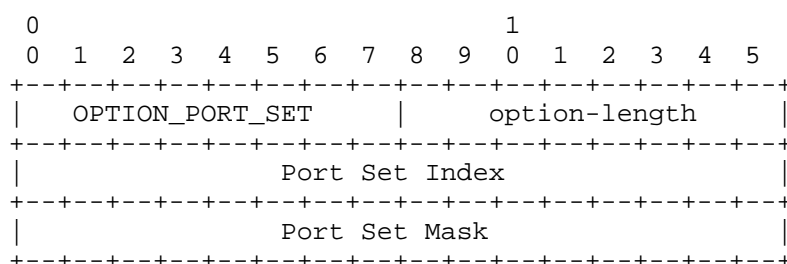 0                             1
0  1  2  3  4  5  6  7  8  9  0  1  2  3  4  5
+--+--+--+--+--+--+--+--+--+--+--+--+--+--+--+--+
|   OPTION_PORT_SET     |     option-length     |
+--+--+--+--+--+--+--+--+--+--+--+--+--+--+--+--+
|                Port Set Index                 |
+--+--+--+--+--+--+--+--+--+--+--+--+--+--+--+--+
|                Port Set Mask                  |
+--+--+--+--+--+--+--+--+--+--+--+--+--+--+--+--+